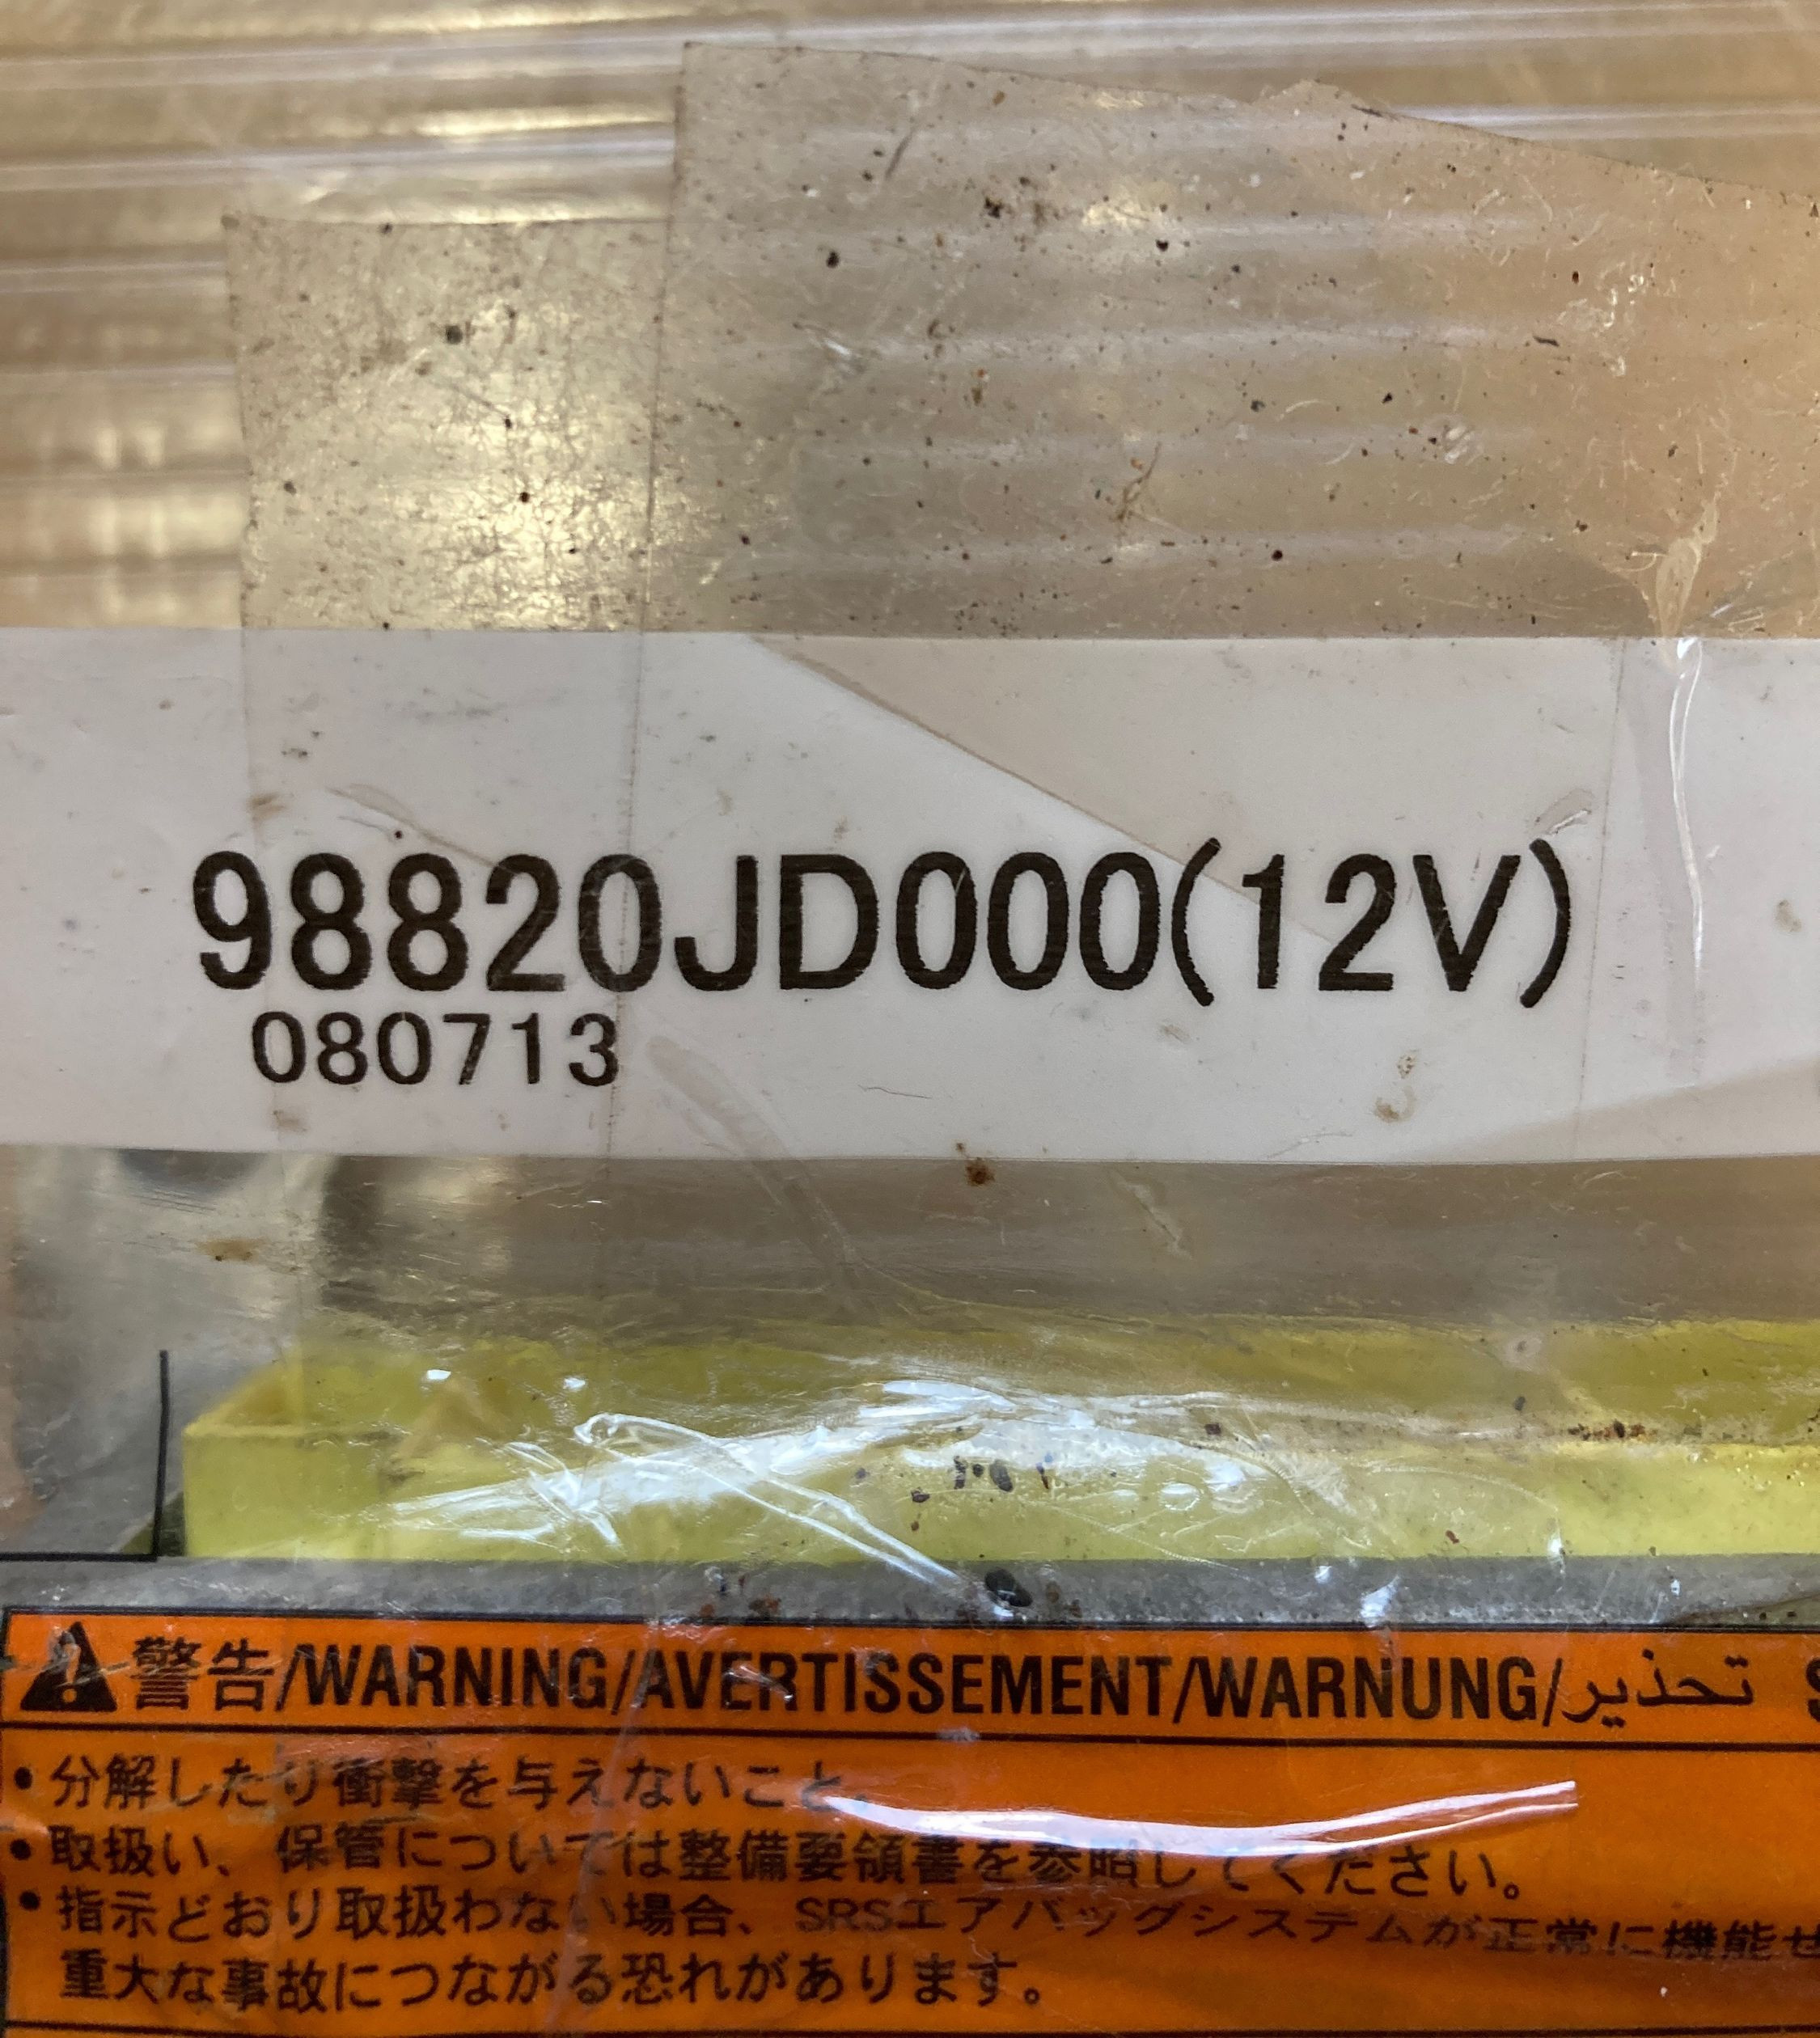 98820JD000(12V)
080713
警告/WARNING/AVERTISSEMENT/WARNUNG/تحذير
・分解したり衝撃を与えないこと。
・取扱い、保管については整備要領書を参照してください。
・指示どおり取扱わない場合、SRSエアバッグシステムが正常に機能せ
重大な事故につながる恐れがあります。